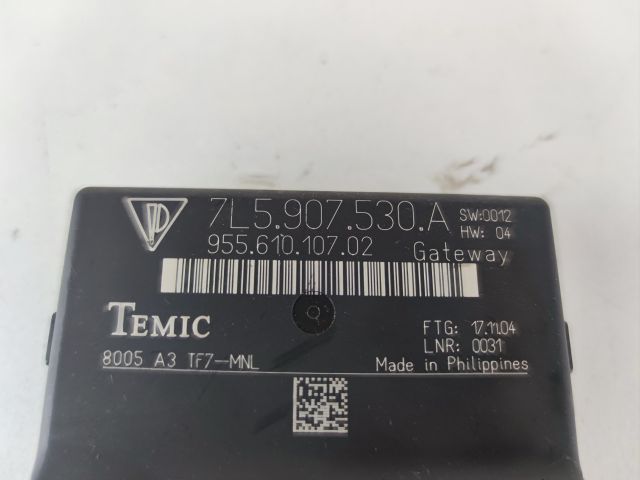 7L5.907.530.A SW:0012
955.610.107.02 HW: 04
Gateway
TEMIC
FTG: 17.11.04
8005 A3 TF7-MNL LNR: 0031
Made in Philippines